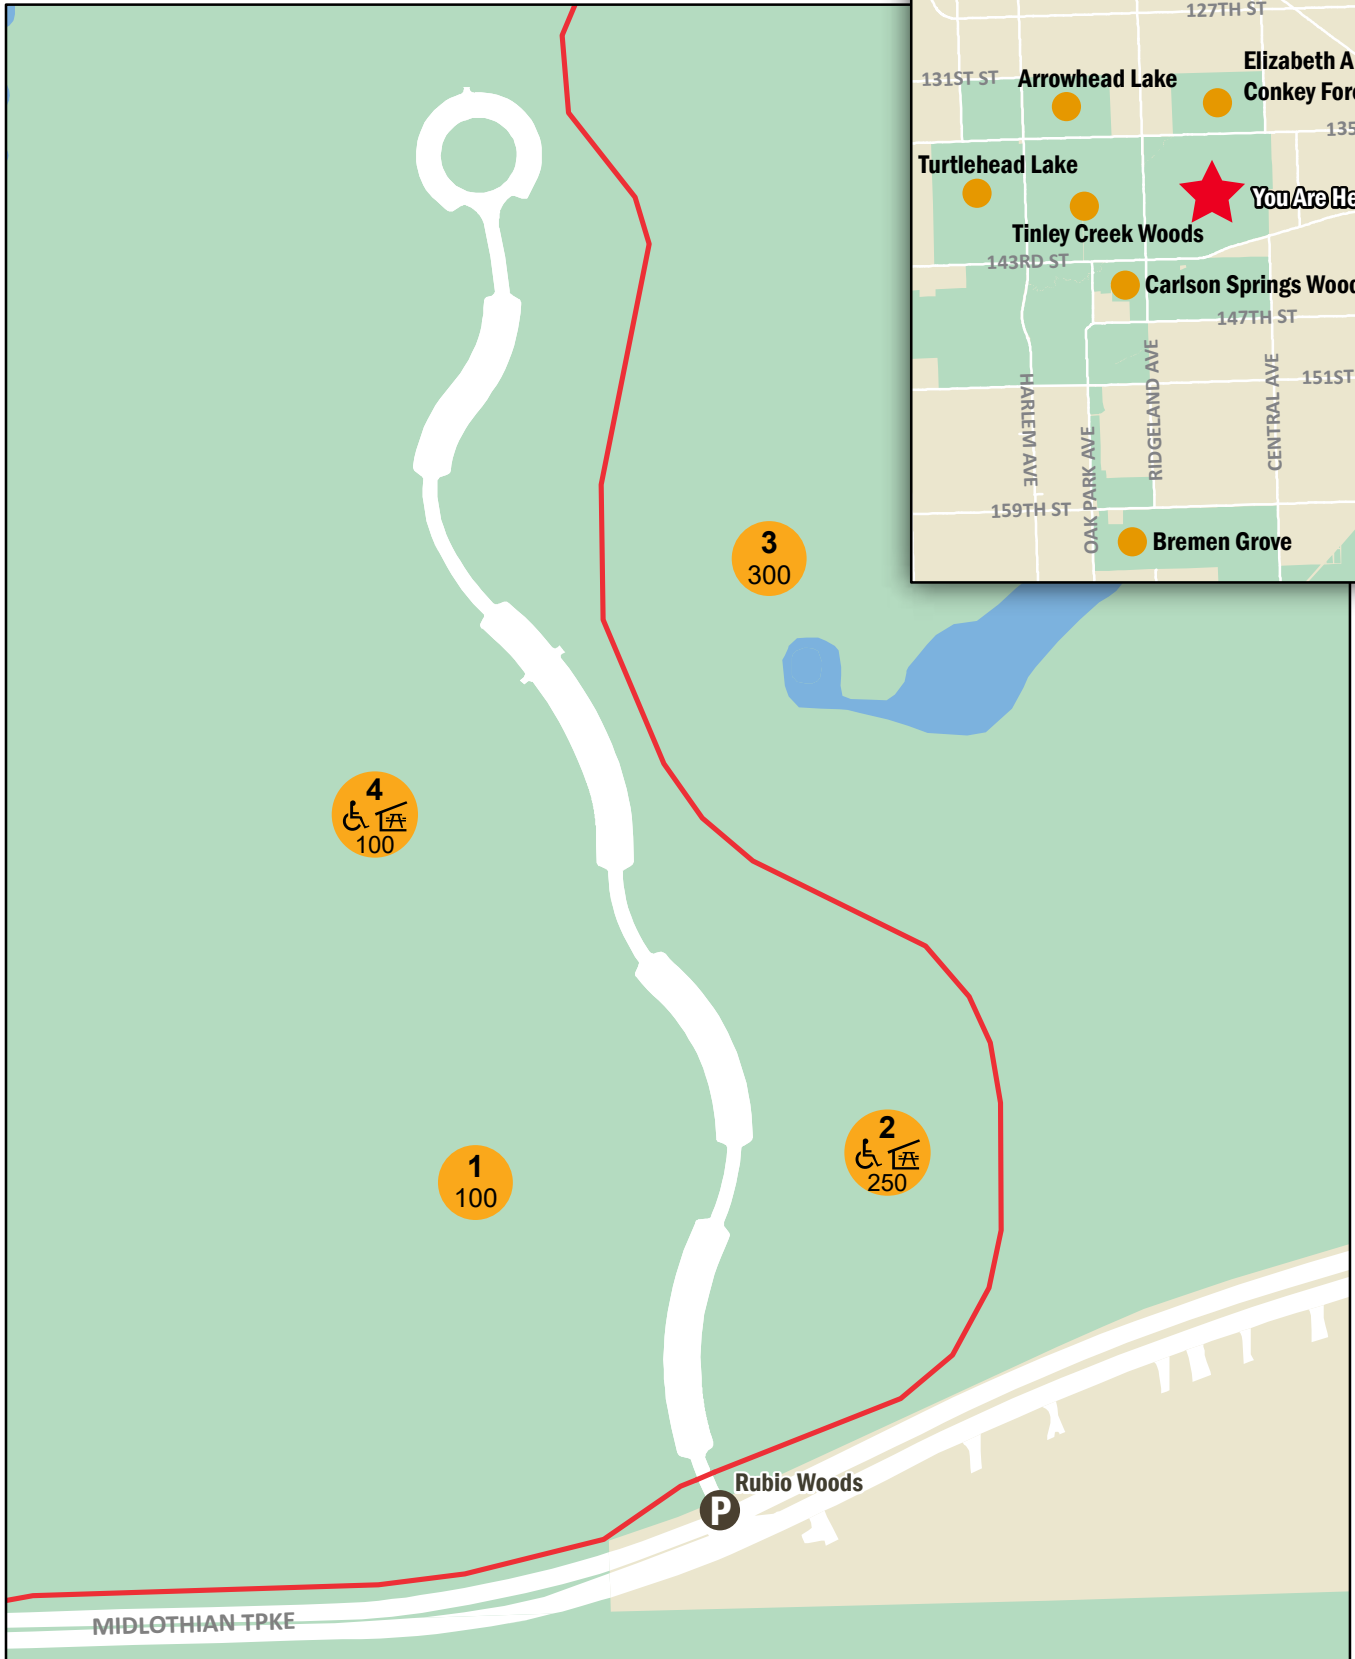 127TH ST
Elizabeth A
131ST ST
Arrowhead Lake
Conkey Fore
135
Turtlehead Lake
You Are He
Tinley Creek Woods
143RD ST
Carlson Springs Wood
147TH ST
HARLEM AVE
OAK PARK AVE
RIDGELAND AVE
CENTRAL AVE
151ST
159TH ST
Bremen Grove
3
300
4
100
2
250
1
100
Rubio Woods
P
MIDLOTHIAN TPKE